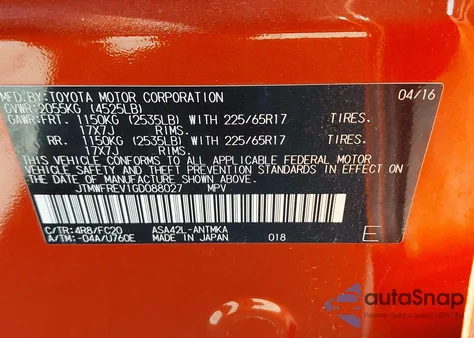 MFD.BY:TOYOTA MOTOR CORPORATION 04/16
GVWR:2055KG (4525LB)
GAWR:FRT. 1150KG (2535LB) WITH 225/65R17 TIRES.
17X7J RIMS.
RR. 1150KG (2535LB) WITH 225/65R17 TIRES.
17X7J RIMS.
THIS VEHICLE CONFORMS TO ALL APPLICABLE FEDERAL MOTOR
VEHICLE SAFETY AND BUMPER STANDARDS IN EFFECT ON THE
DATE OF MANUFACTURE SHOWN ABOVE.
JTMWFREV1GD088027 MPV
C/TR:4R8/FC20 ASA42L-ANTMKA
A/TM:-04A/U760E MADE IN JAPAN 018 E
autoSnap